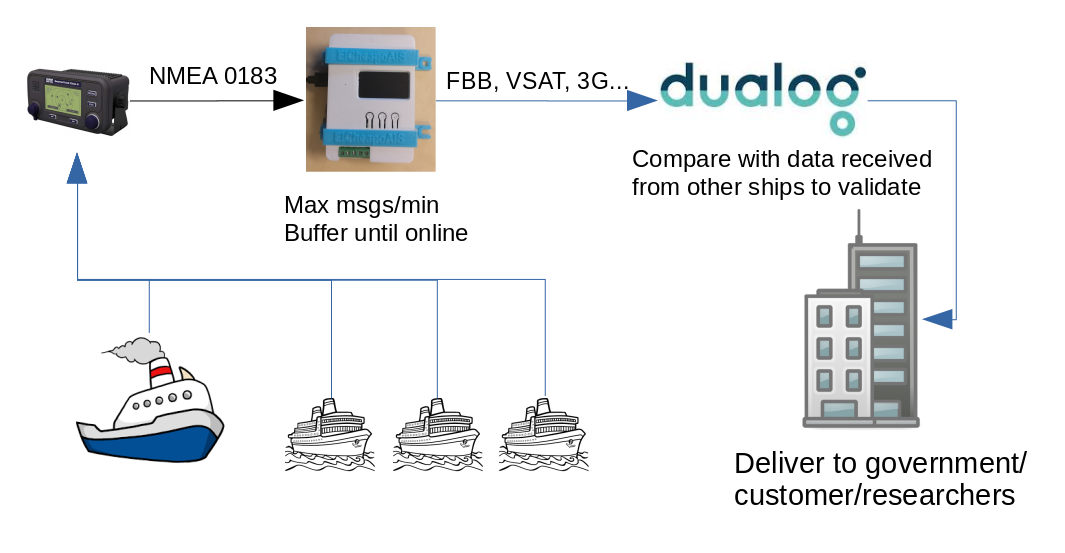 NMEA 0183
FBB, VSAT, 3G...
dualog
Compare with data received
from other ships to validate
Max msgs/min
Buffer until online
Deliver to government/
customer/researchers